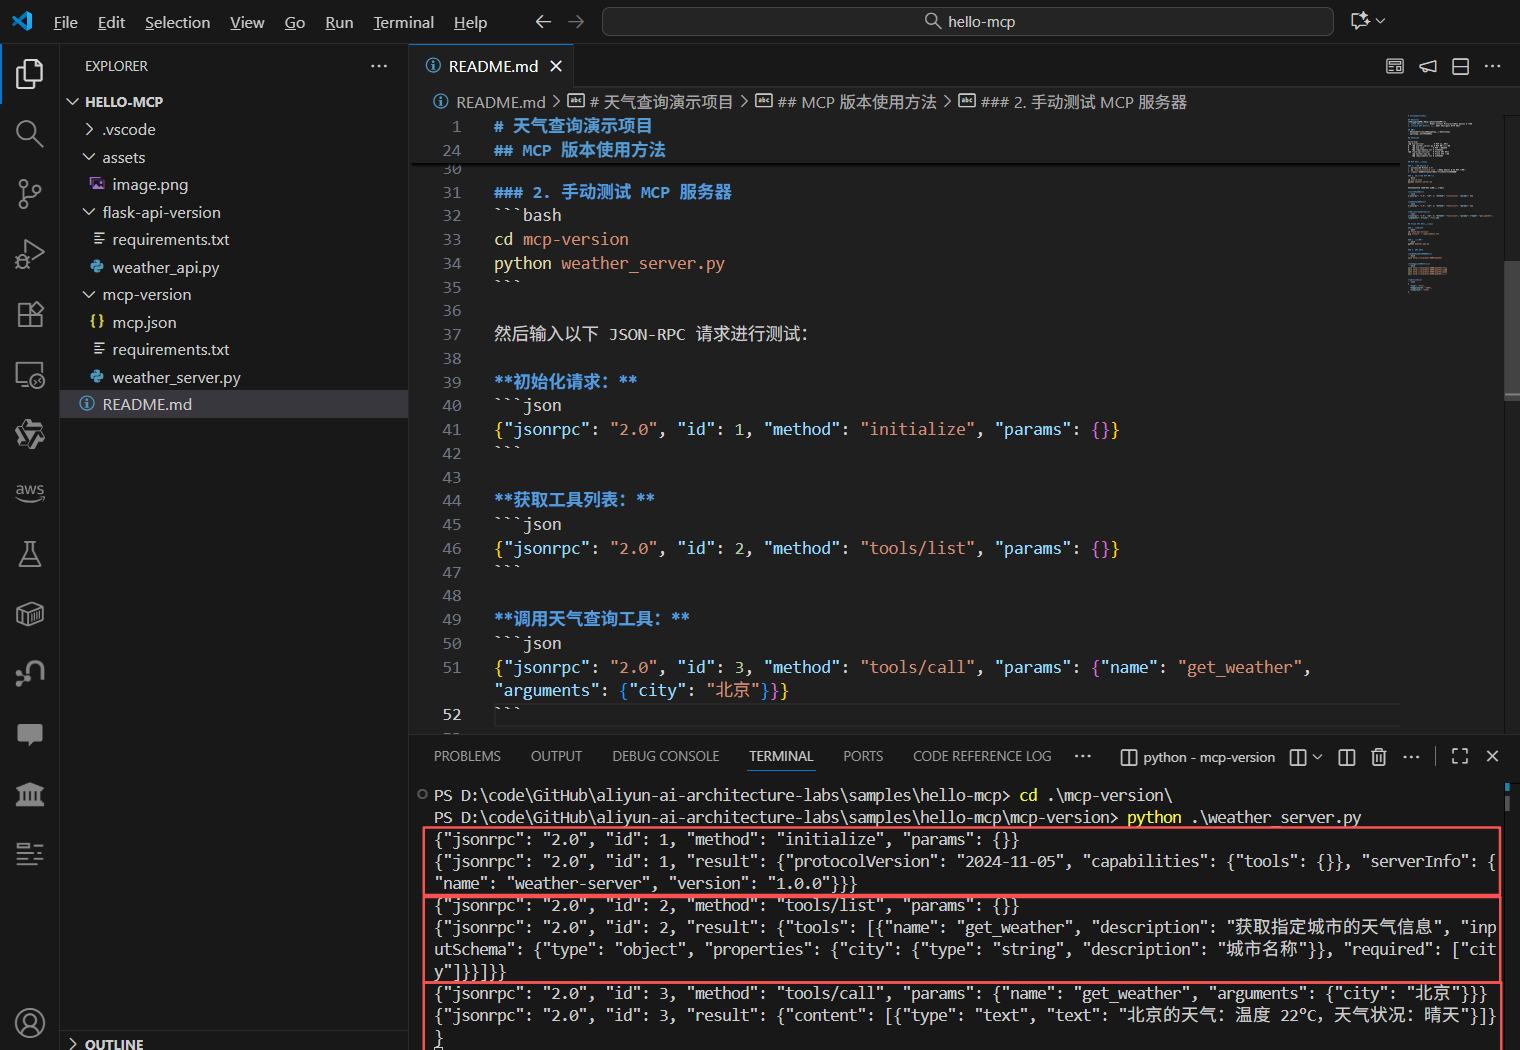 File Edit Selection View Go Run Terminal Help
hello-mcp
EXPLORER
HELLO-MCP
.vscode
assets
image.png
flask-api-version
requirements.txt
weather_api.py
mcp-version
mcp.json
requirements.txt
weather_server.py
README.md
aws
OUTLINE
README.md
README.md > # 天气查询演示项目 > ## MCP 版本使用方法 > ### 2. 手动测试 MCP 服务器
1 # 天气查询演示项目
24 ## MCP 版本使用方法
30
31 ### 2. 手动测试 MCP 服务器
32 ```bash
33 cd mcp-version
34 python weather_server.py
35 ```
36
37 然后输入以下 JSON-RPC 请求进行测试：
38
39 **初始化请求：**
40 ```json
41 {"jsonrpc": "2.0", "id": 1, "method": "initialize", "params": {}}
42 ```
43
44 **获取工具列表：**
45 ```json
46 {"jsonrpc": "2.0", "id": 2, "method": "tools/list", "params": {}}
47 ```
48
49 **调用天气查询工具：**
50 ```json
51 {"jsonrpc": "2.0", "id": 3, "method": "tools/call", "params": {"name": "get_weather",
"arguments": {"city": "北京"}}}
52 ```
PROBLEMS OUTPUT DEBUG CONSOLE TERMINAL PORTS CODE REFERENCE LOG python - mcp-version
PS D:\code\GitHub\aliyun-ai-architecture-labs\samples\hello-mcp> cd .\mcp-version\
PS D:\code\GitHub\aliyun-ai-architecture-labs\samples\hello-mcp\mcp-version> python .\weather_server.py
{"jsonrpc": "2.0", "id": 1, "method": "initialize", "params": {}}
{"jsonrpc": "2.0", "id": 1, "result": {"protocolVersion": "2024-11-05", "capabilities": {"tools": {}}, "serverInfo": {
"name": "weather-server", "version": "1.0.0"}}}
{"jsonrpc": "2.0", "id": 2, "method": "tools/list", "params": {}}
{"jsonrpc": "2.0", "id": 2, "result": {"tools": [{"name": "get_weather", "description": "获取指定城市的天气信息", "inp
utSchema": {"type": "object", "properties": {"city": {"type": "string", "description": "城市名称"}}, "required": ["cit
y"]}}]}}
{"jsonrpc": "2.0", "id": 3, "method": "tools/call", "params": {"name": "get_weather", "arguments": {"city": "北京"}}}
{"jsonrpc": "2.0", "id": 3, "result": {"content": [{"type": "text", "text": "北京的天气：温度 22°C，天气状况：晴天"}]}
}